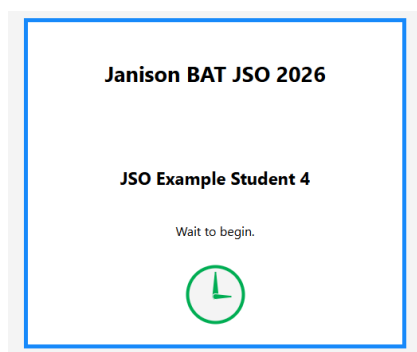 Janison BAT JSO 2026
JSO Example Student 4
Wait to begin.